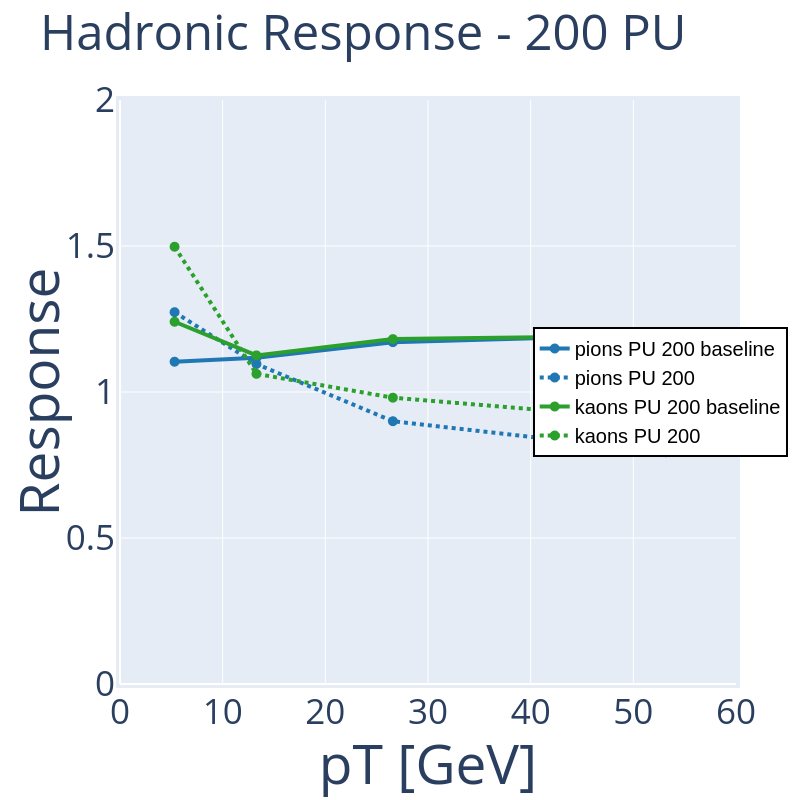 Hadronic Response - 200 PU
2
1.5
1
0.5
0
Response
0 10 20 30 40 50 60
pT [GeV]
pions PU 200 baseline
pions PU 200
kaons PU 200 baseline
kaons PU 200